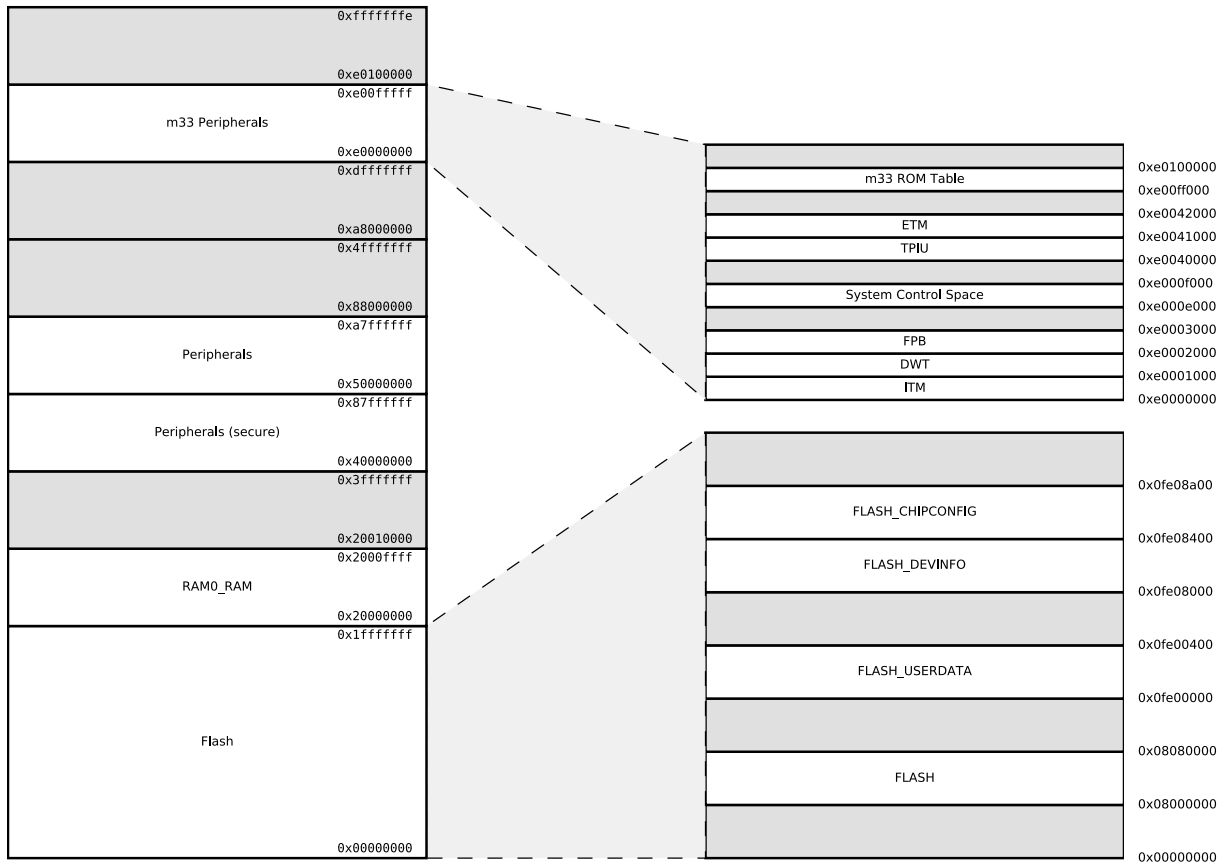 0xfffffffe
0xe0100000
0xe00fffff
m33 Peripherals
0xe0000000
0xdfffffff
0xa8000000
0x4fffffff
0x88000000
0xa7ffffff
Peripherals
0x50000000
0x87ffffff
Peripherals (secure)
0x40000000
0x3fffffff
0x20010000
0x2000ffff
RAM0_RAM
0x20000000
0x1fffffff
Flash
0x00000000
0xe0100000
m33 ROM Table
0xe00ff000
0xe0042000
ETM
0xe0041000
TPIU
0xe0040000
0xe000f000
System Control Space
0xe000e000
0xe0003000
FPB
0xe0002000
DWT
0xe0001000
ITM
0xe0000000
0x0fe08a00
FLASH_CHIPCONFIG
0x0fe08400
FLASH_DEVINFO
0x0fe08000
0x0fe00400
FLASH_USERDATA
0x0fe00000
0x08080000
FLASH
0x08000000
0x00000000